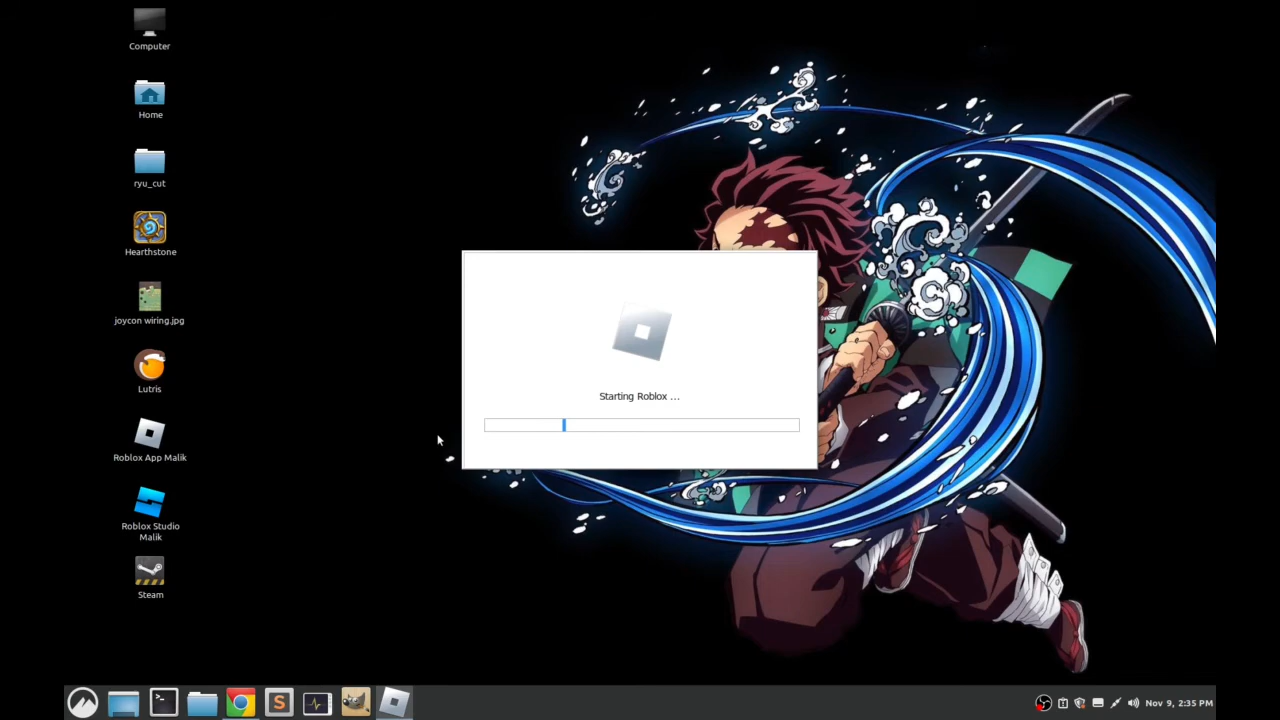 Computer
Home
ryu_cut
Hearthstone
joycon wiring.jpg
Lutris
Roblox App Malik
Roblox Studio
Malik
Steam
Starting Roblox ...
Nov 9, 2:35 PM